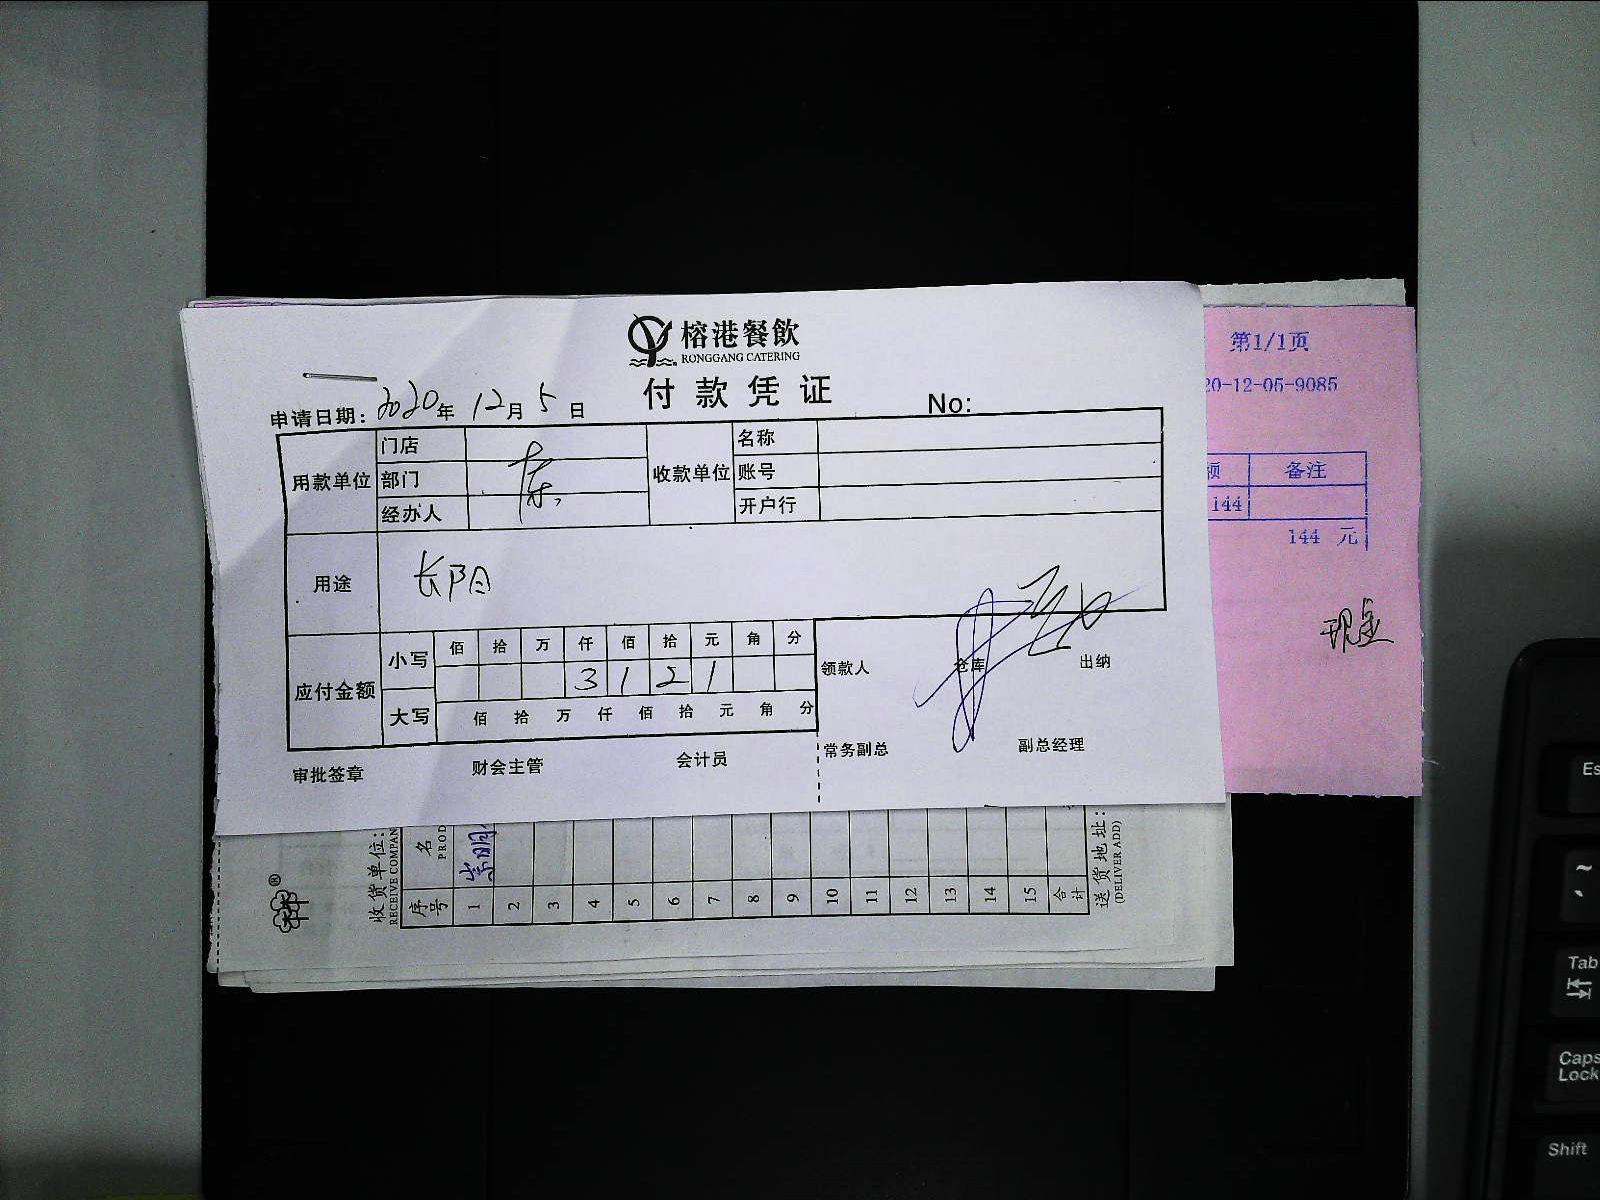 榕港餐飲
RONGGANG CATERING
付款凭证
申请日期: 2020年 12月 5日 No:
用款单位 门店 收款单位 名称
部门 账号
经办人 开户行
用途 长阳
应付金额 小写 佰 拾 万 仟 佰 拾 元 角 分
3 1 2 1
大写 佰 拾 万 仟 佰 拾 元 角 分
领款人 仓库 出纳
审批签章 财会主管 会计员 常务副总 副总经理
第1/1页
20-12-05-9085
额 备注
144
144 元
现金
®
收货单位:
RECEIVE COMPAN
序号 名
PROD
1 崇明
2
3
4
5
6
7
8
9
10
11
12
13
14
15
合计
送货地址:
(DELIVER ADD)
Es
~
Tab
Caps
Lock
Shift